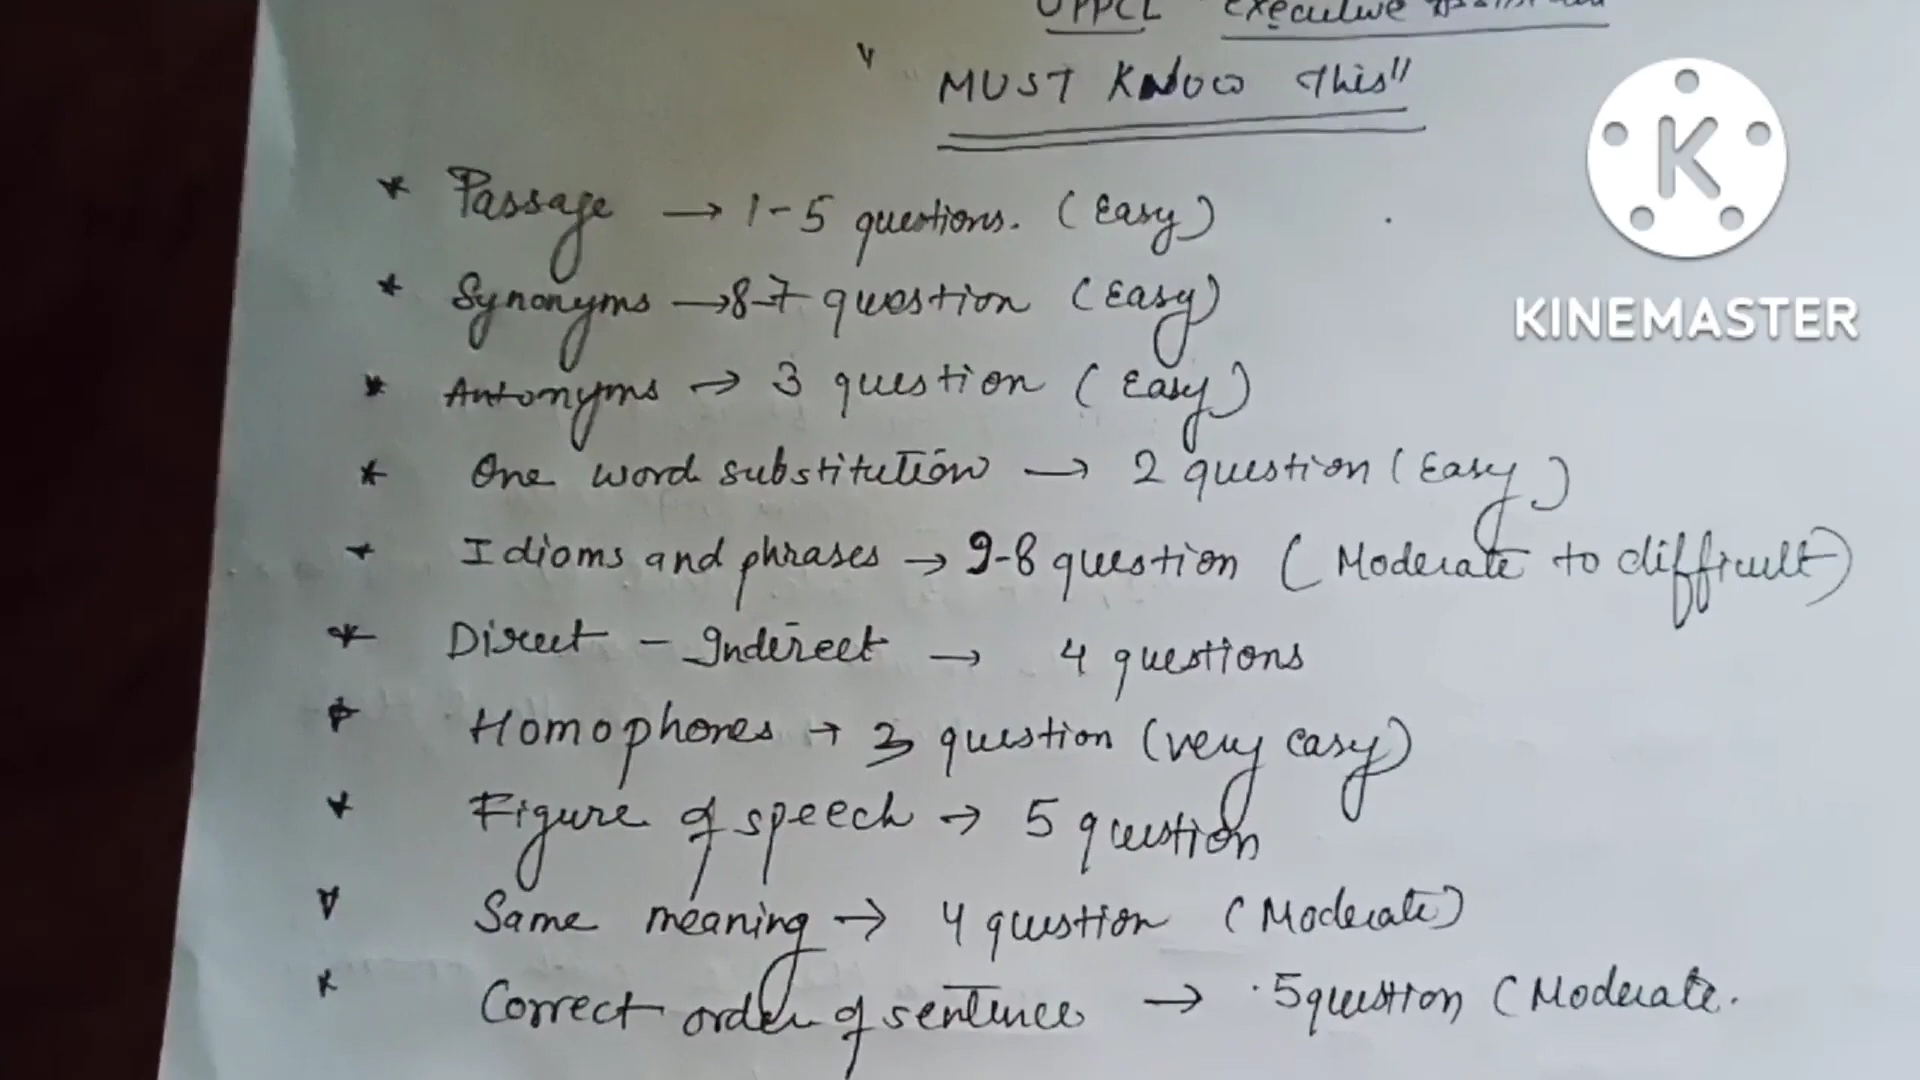 UPPCL Executive
" MUST KNOW This"
K
KINEMASTER
* Passage → 1-5 questions. (Easy)
* Synonyms → 8-7 question (Easy)
* Antonyms → 3 question (Easy)
* One word substitution → 2 question (Easy)
* Idioms and phrases → 9-8 question (Moderate to difficult)
* Direct - Indirect → 4 questions
* Homophones → 3 question (very easy)
* Figure of speech → 5 question
* Same meaning → 4 question (Moderate)
* Correct order of sentence → 5 question (Moderate.